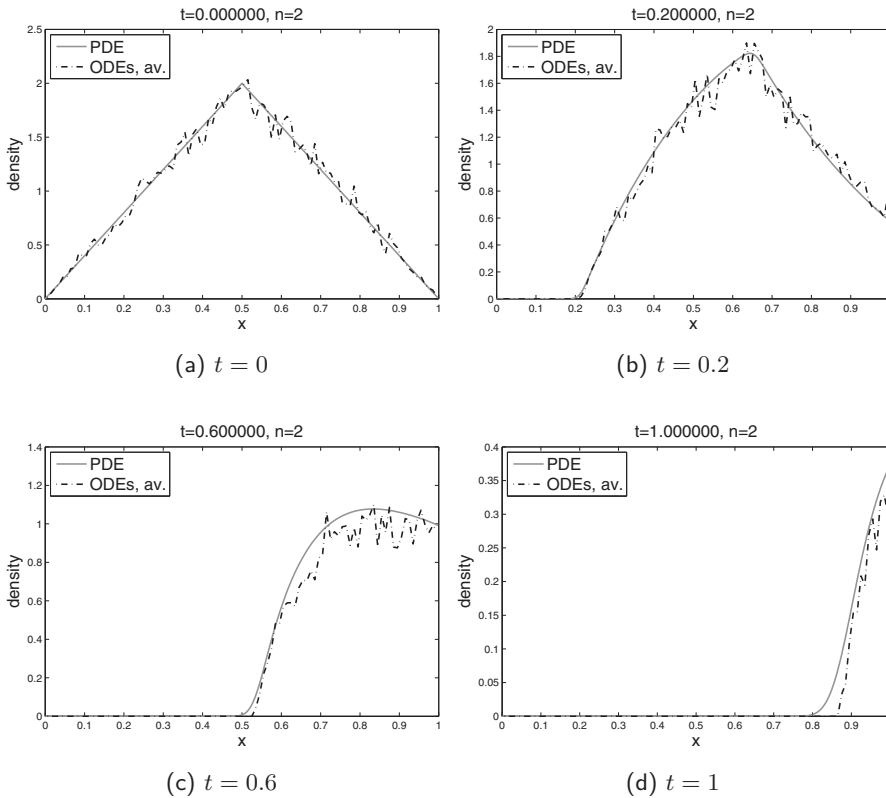 t=0.000000, n=2
2.5
2
1.5
1
0.5
0
density
PDE
ODEs, av.
0 0.1 0.2 0.3 0.4 0.5 0.6 0.7 0.8 0.9 1
x
(a) t = 0
t=0.200000, n=2
2
1.8
1.6
1.4
1.2
1
0.8
0.6
0.4
0.2
0
density
PDE
ODEs, av.
0 0.1 0.2 0.3 0.4 0.5 0.6 0.7 0.8 0.9
x
(b) t = 0.2
t=0.600000, n=2
1.4
1.2
1
0.8
0.6
0.4
0.2
0
density
PDE
ODEs, av.
0 0.1 0.2 0.3 0.4 0.5 0.6 0.7 0.8 0.9 1
x
(c) t = 0.6
t=1.000000, n=2
0.4
0.35
0.3
0.25
0.2
0.15
0.1
0.05
0
density
PDE
ODEs, av.
0 0.1 0.2 0.3 0.4 0.5 0.6 0.7 0.8 0.9
x
(d) t = 1